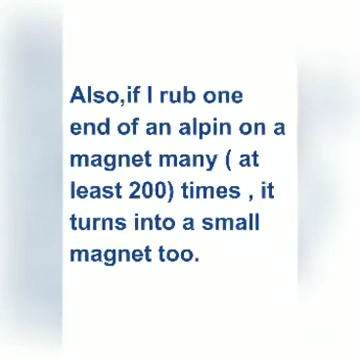 Also,if I rub one
end of an alpin on a
magnet many ( at
least 200) times , it
turns into a small
magnet too.